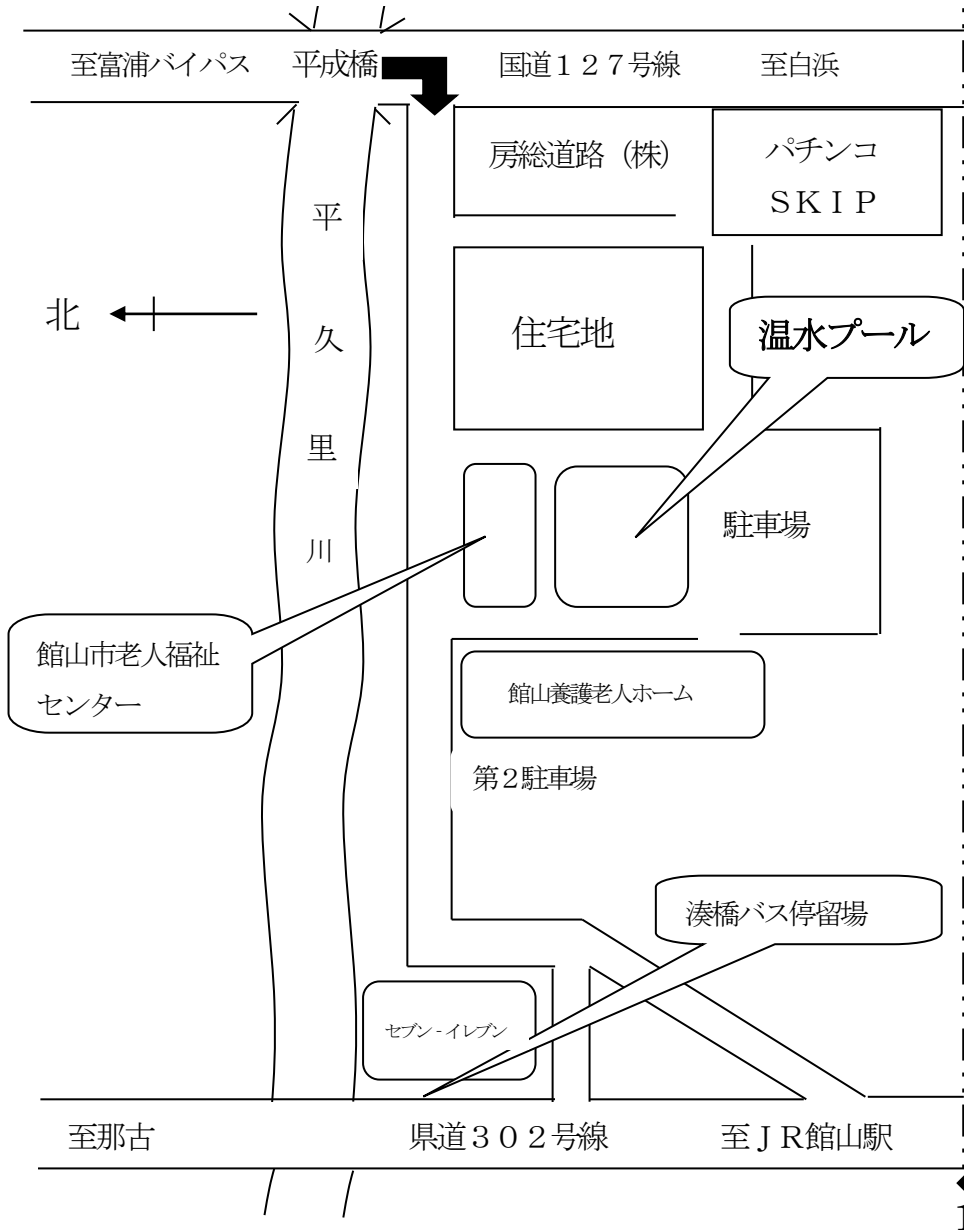 至富浦バイパス
平成橋
国道１２７号線
至白浜
房総道路（株）
パチンコ
ＳＫＩＰ
平久里川
北
住宅地
温水プール
駐車場
館山市老人福祉
センター
館山養護老人ホーム
第２駐車場
湊橋バス停留場
セブン‐イレブン
至那古
県道３０２号線
至ＪＲ館山駅